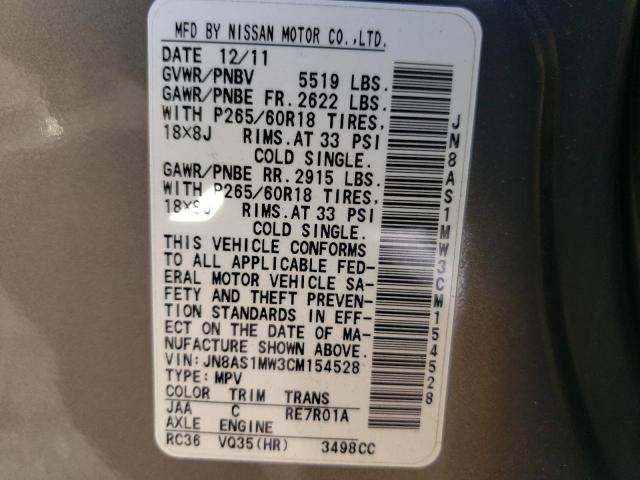 MFD BY NISSAN MOTOR CO.,LTD.
DATE 12/11
GVWR/PNBV 5519 LBS.
GAWR/PNBE FR. 2622 LBS.
WITH P265/60R18 TIRES,
18×8J RIMS.AT 33 PSI
COLD SINGLE.
GAWR/PNBE RR. 2915 LBS.
WITH P265/60R18 TIRES,
18×8J RIMS.AT 33 PSI
COLD SINGLE.
THIS VEHICLE CONFORMS
TO ALL APPLICABLE FED-
ERAL MOTOR VEHICLE SA-
FETY AND THEFT PREVEN-
TION STANDARDS IN EFF-
ECT ON THE DATE OF MA-
NUFACTURE SHOWN ABOVE.
VIN: JN8AS1MW3CM154528
TYPE: MPV
COLOR TRIM TRANS
JAA C RE7R01A
AXLE ENGINE
RC36 VQ35(HR) 3498CC
JN8AS1MW3CM154528